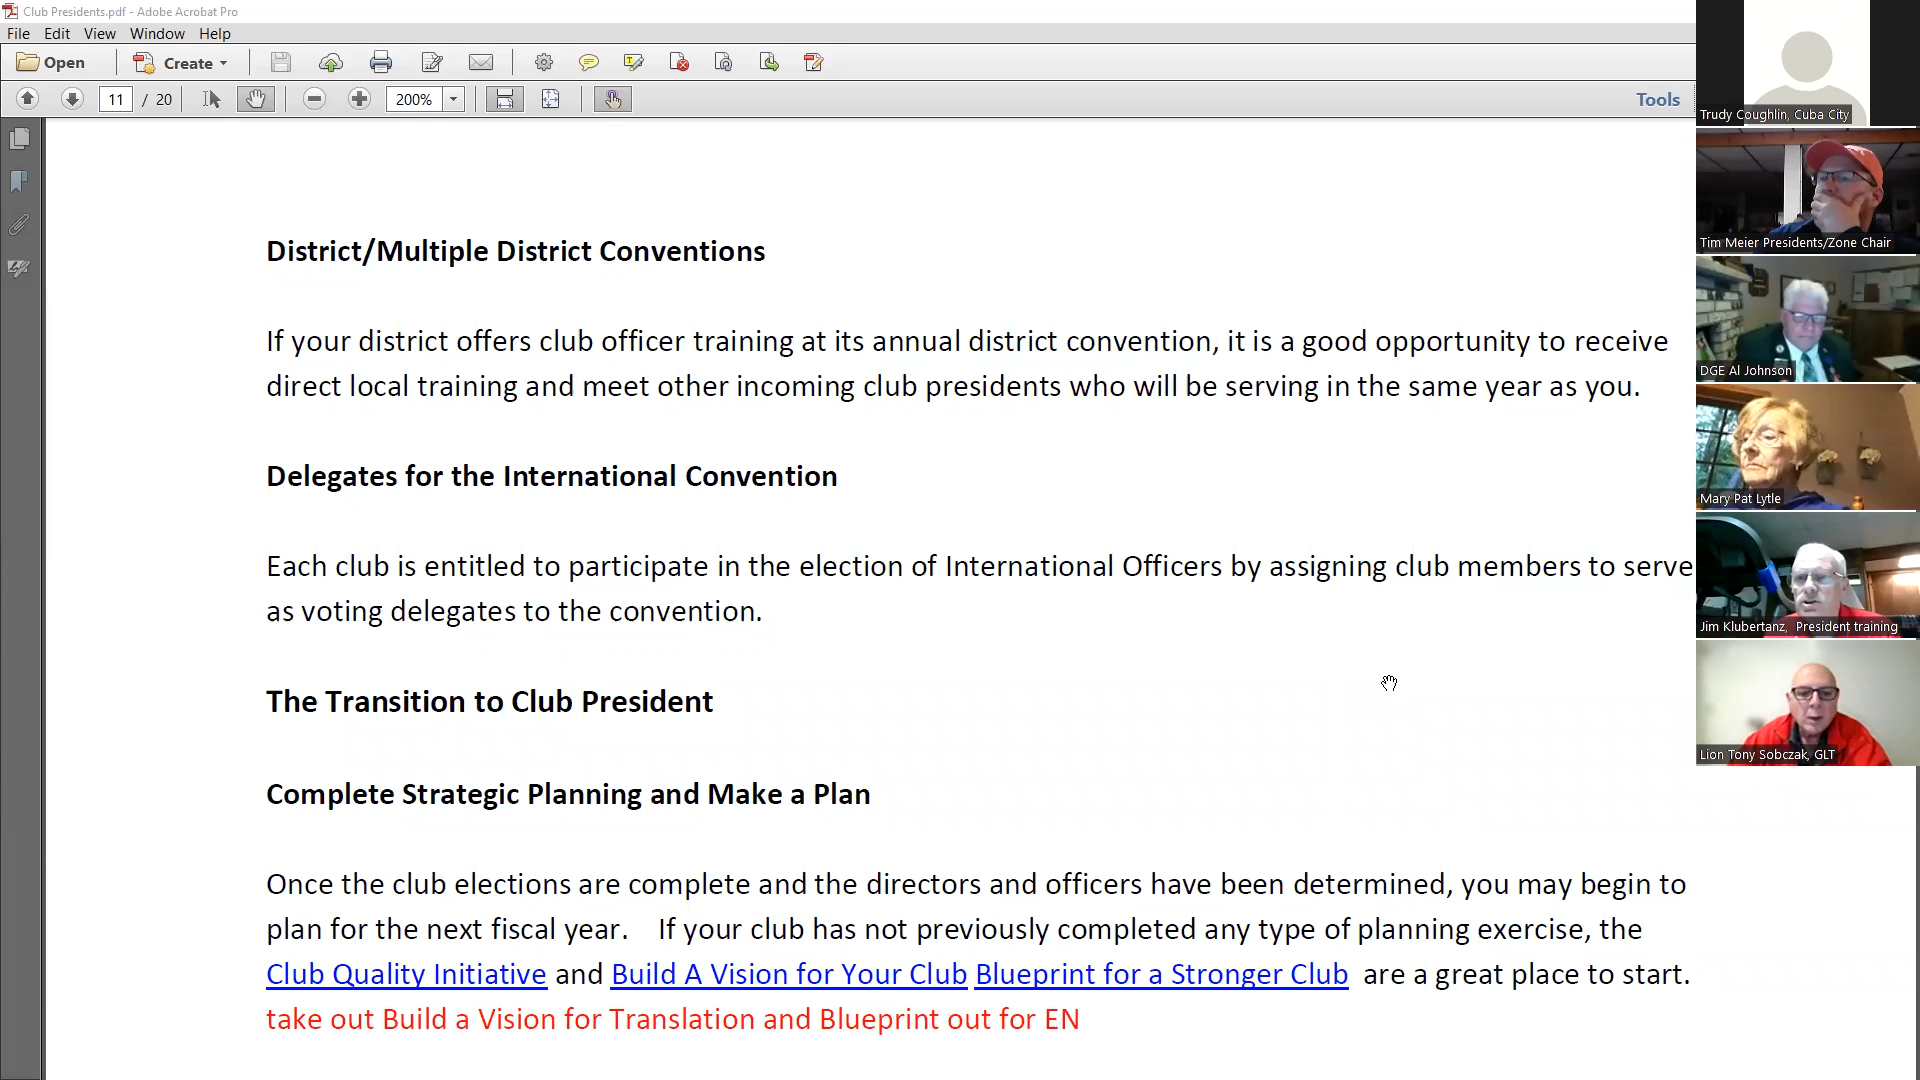 Club Presidents.pdf - Adobe Acrobat Pro
File Edit View Window Help
Open Create
11 / 20 200% Tools
District/Multiple District Conventions
If your district offers club officer training at its annual district convention, it is a good opportunity to receive
direct local training and meet other incoming club presidents who will be serving in the same year as you.
Delegates for the International Convention
Each club is entitled to participate in the election of International Officers by assigning club members to serve
as voting delegates to the convention.
The Transition to Club President
Complete Strategic Planning and Make a Plan
Once the club elections are complete and the directors and officers have been determined, you may begin to
plan for the next fiscal year. If your club has not previously completed any type of planning exercise, the
Club Quality Initiative and Build A Vision for Your Club Blueprint for a Stronger Club are a great place to start.
take out Build a Vision for Translation and Blueprint out for EN
Trudy Coughlin, Cuba City
Tim Meier Presidents/Zone Chair
DGE Al Johnson
Mary Pat Lytle
Jim Klubertanz, President training
Lion Tony Sobczak, GLT